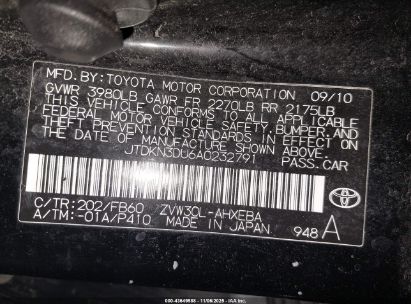 MFD. BY: TOYOTA MOTOR CORPORATION 09/10
GVWR 3980LB GAWR FR 2270LB RR 2175LB
THIS VEHICLE CONFORMS TO ALL APPLICABLE
FEDERAL MOTOR VEHICLE SAFETY, BUMPER, AND
THEFT PREVENTION STANDARDS IN EFFECT ON
THE DATE OF MANUFACTURE SHOWN ABOVE.
JTDKN3DU6A0232791 PASS.CAR
C/TR: 202/FB60 ZVW30L-AHXEBA
A/TM: -01A/P410 MADE IN JAPAN 948 A